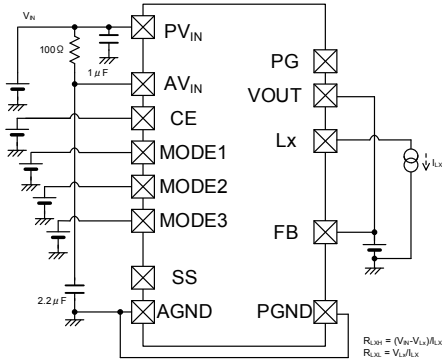 VIN
100Ω
1μF
PVIN
AVIN
CE
MODE1
MODE2
MODE3
SS
AGND
2.2μF
PG
VOUT
Lx
ILX
FB
PGND
RLXH = (VIN-VLx)/ILX
RLXL = VLx/ILX